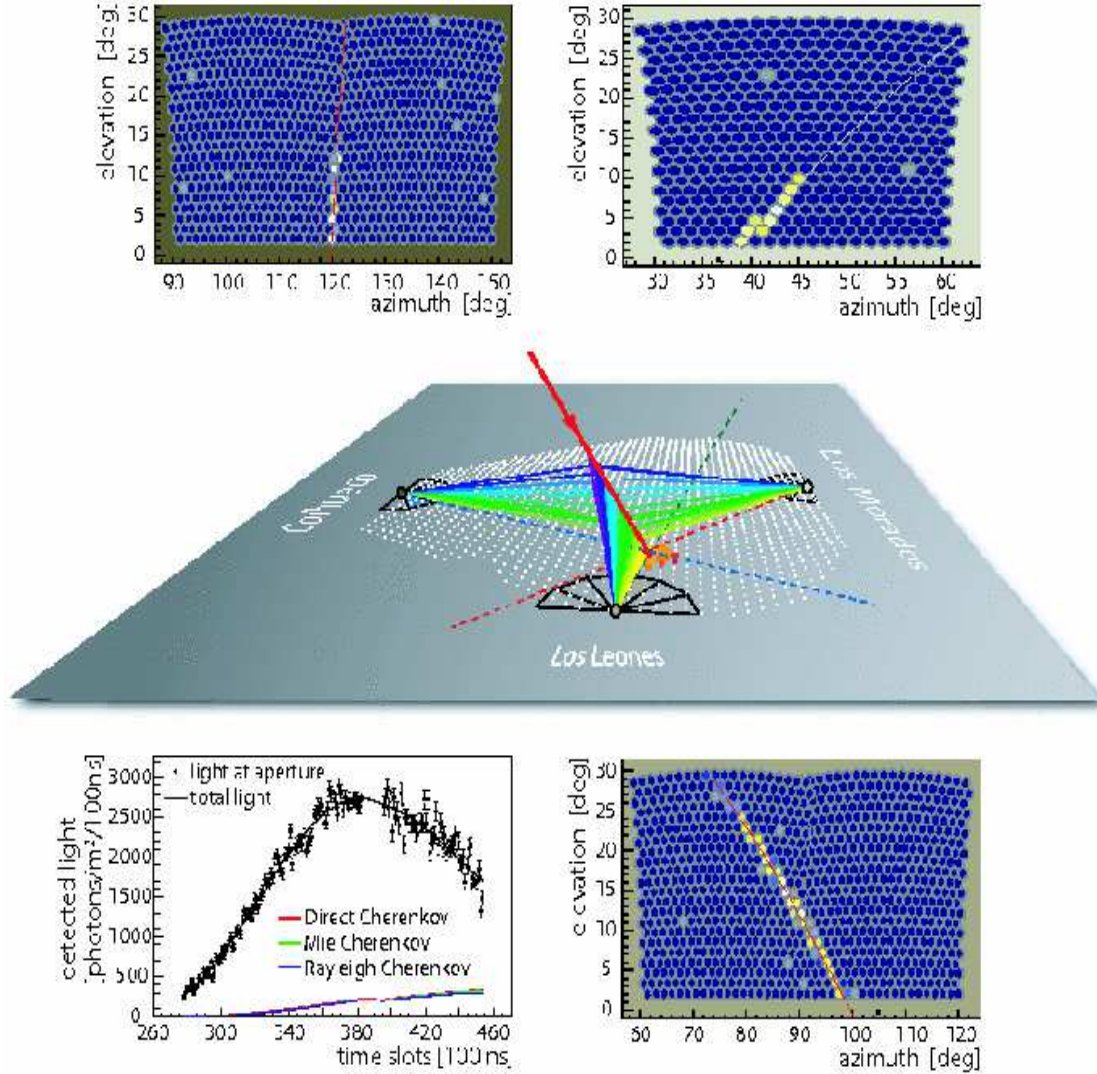 elevation [deg]
30
25
20
15
10
5
0
90 100 110 120 130 140 150
azimuth [deg]
elevation [deg]
30
25
20
15
10
5
0
30 35 40 45 50 55 60
azimuth [deg]
Coihueco
Los Morados
Los Leones
detected light
[photons/m²/100ns]
3000
2500
2000
1500
1000
500
0
light at aperture
total light
Direct Cherenkov
Mie Cherenkov
Rayleigh Cherenkov
260 300 340 380 420 460
time slots [100 ns]
elevation [deg]
30
25
20
15
10
5
0
60 70 80 90 100 110 120
azimuth [deg]